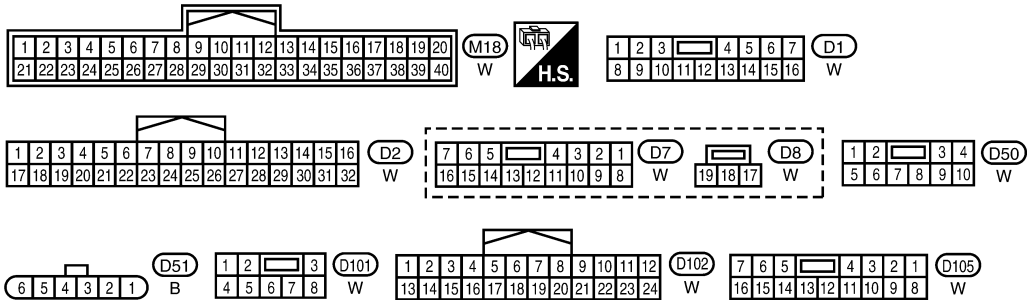 1 2 3 4 5 6 7 8 9 10 11 12 13 14 15 16 17 18 19 20 M18
21 22 23 24 25 26 27 28 29 30 31 32 33 34 35 36 37 38 39 40 W
H.S.
1 2 3 4 5 6 7 D1
8 9 10 11 12 13 14 15 16 W
1 2 3 4 5 6 7 8 9 10 11 12 13 14 15 16 D2
17 18 19 20 21 22 23 24 25 26 27 28 29 30 31 32 W
7 6 5 4 3 2 1 D7
16 15 14 13 12 11 10 9 8 W
D8
19 18 17 W
1 2 3 4 D50
5 6 7 8 9 10 W
6 5 4 3 2 1 D51
B
1 2 3 D101
4 5 6 7 8 W
1 2 3 4 5 6 7 8 9 10 11 12 D102
13 14 15 16 17 18 19 20 21 22 23 24 W
7 6 5 4 3 2 1 D105
16 15 14 13 12 11 10 9 8 W